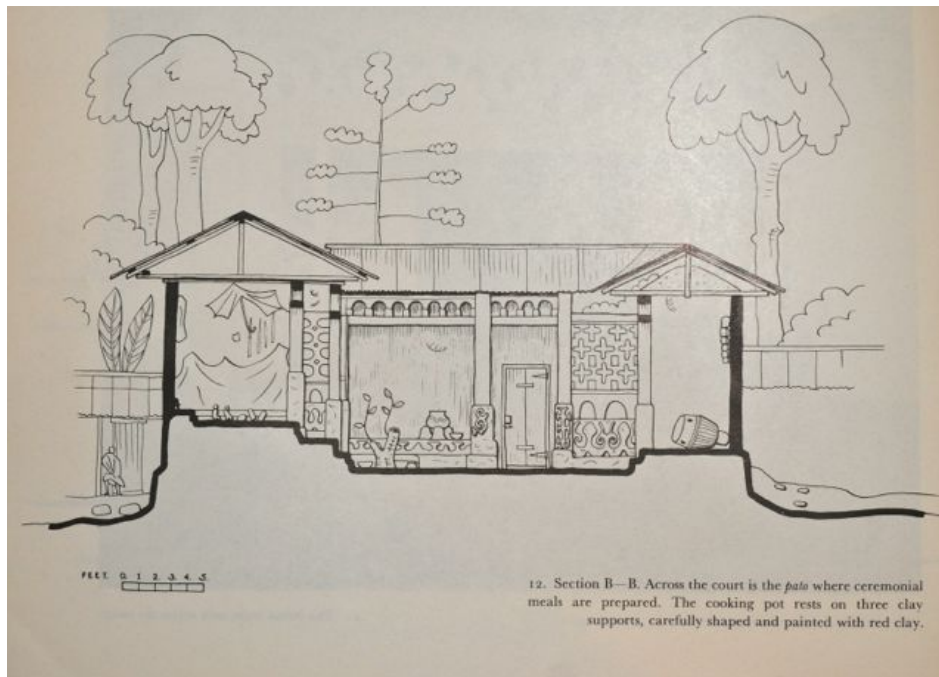 FEET. 0 1 2 3 4 5
12. Section B—B. Across the court is the pato where ceremonial
meals are prepared. The cooking pot rests on three clay
supports, carefully shaped and painted with red clay.